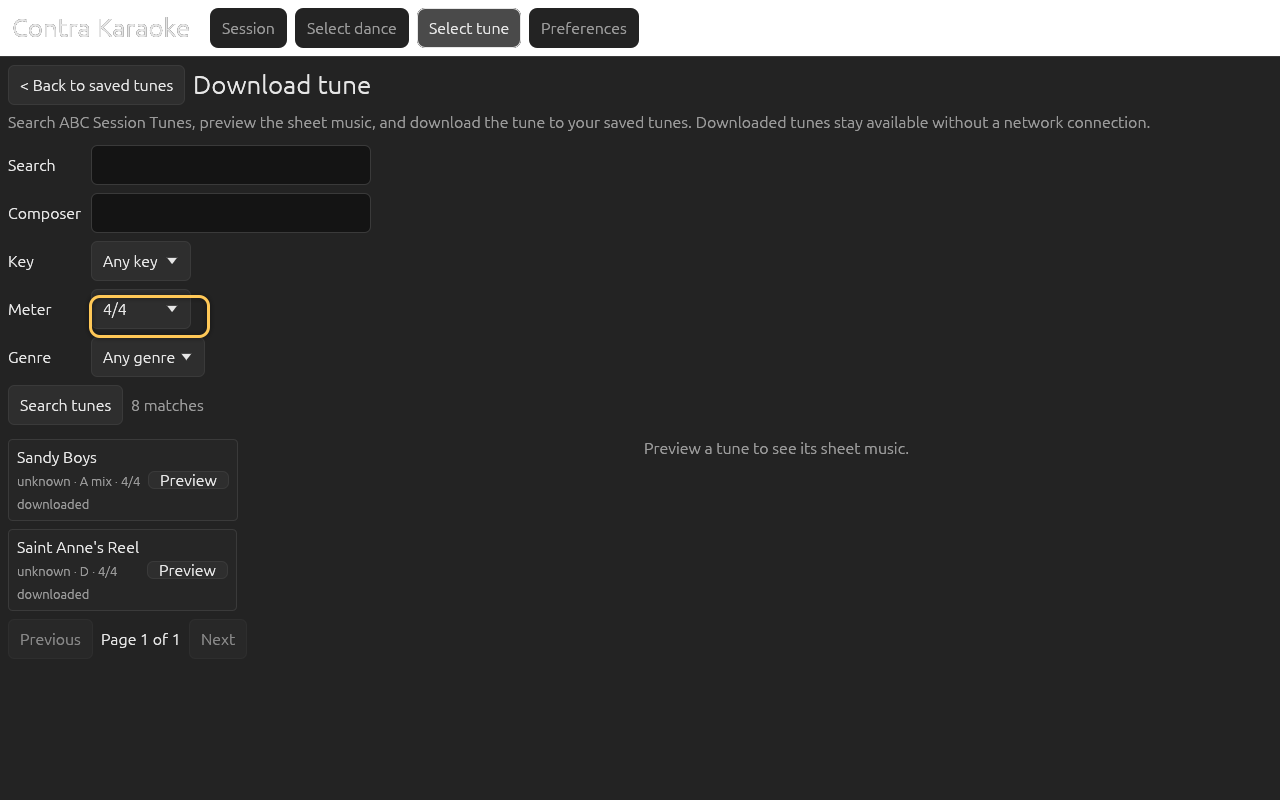 Contra Karaoke Session Select dance Select tune Preferences
< Back to saved tunes Download tune
Search ABC Session Tunes, preview the sheet music, and download the tune to your saved tunes. Downloaded tunes stay available without a network connection.
Search
Composer
Key Any key
Meter 4/4
Genre Any genre
Search tunes 8 matches
Sandy Boys
unknown · A mix · 4/4 Preview
downloaded
Saint Anne's Reel
unknown · D · 4/4 Preview
downloaded
Previous Page 1 of 1 Next
Preview a tune to see its sheet music.